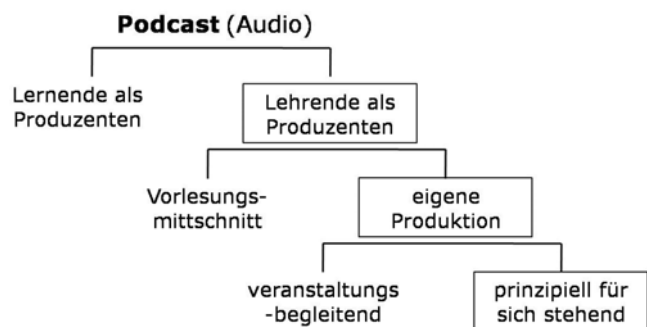 Podcast (Audio)
Lernende als
Produzenten
Lehrende als
Produzenten
Vorlesungs-
mittschnitt
eigene
Produktion
veranstaltungs
-begleitend
prinzipiell für
sich stehend